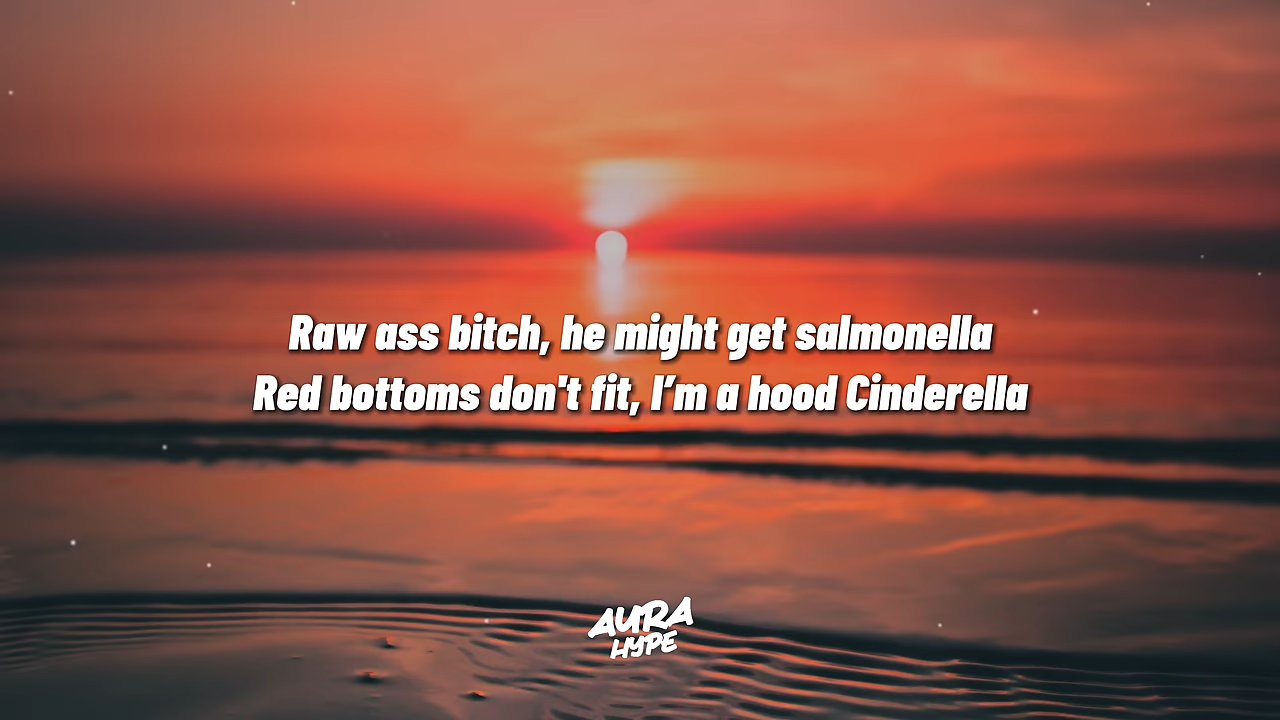 Raw ass bitch, he might get salmonella
Red bottoms don't fit, I’m a hood Cinderella
AURA
HYPE